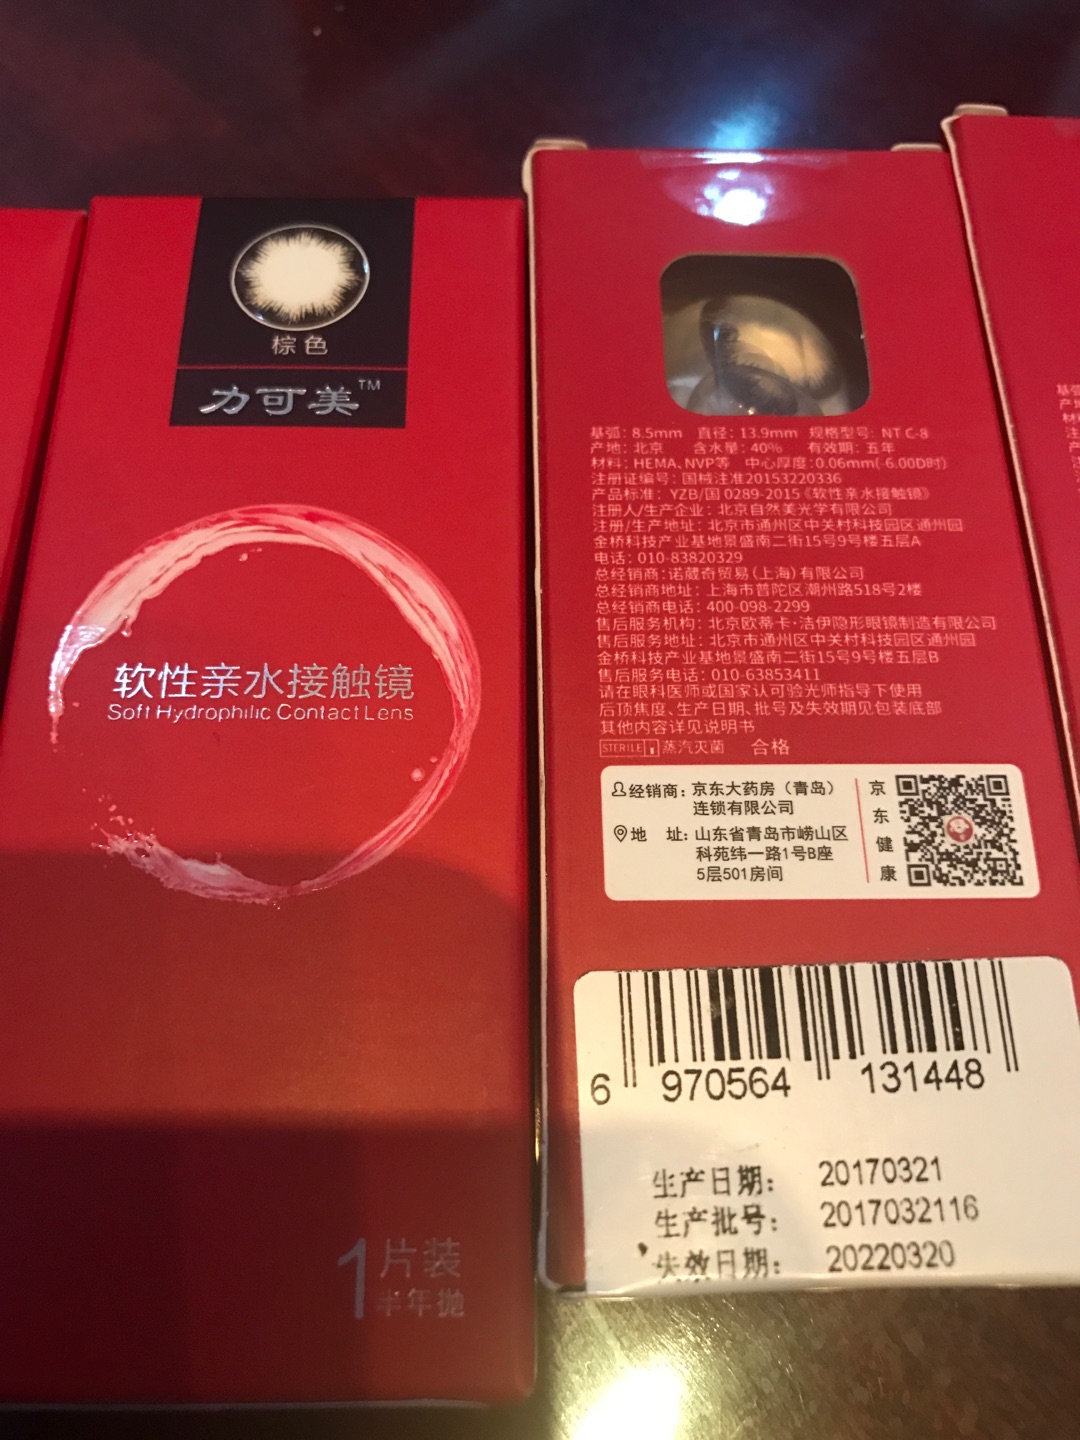 棕色
力可美™
软性亲水接触镜
Soft Hydrophilic Contact Lens
1片装
半年抛
基弧：8.5mm 直径：13.9mm 规格型号：NT C-8
产地：北京 含水量：40% 有效期：五年
材料：HEMA、NVP等 中心厚度：0.06mm(-6.00D时)
注册证编号：国械注准20153220336
产品标准：YZB/国 0289-2015《软性亲水接触镜》
注册人/生产企业：北京自然美光学有限公司
注册/生产地址：北京市通州区中关村科技园区通州园
金桥科技产业基地景盛南二街15号9号楼五层A
电话：010-83820329
总经销商：诺葳奇贸易(上海)有限公司
总经销商地址：上海市普陀区潮州路518号2楼
总经销商电话：400-098-2299
售后服务机构：北京欧蒂卡·洁伊隐形眼镜制造有限公司
售后服务地址：北京市通州区中关村科技园区通州园
金桥科技产业基地景盛南二街15号9号楼五层B
售后服务电话：010-63853411
请在眼科医师或国家认可验光师指导下使用
后顶焦度、生产日期、批号及失效期见包装底部
其他内容详见说明书
STERILE 蒸汽灭菌 合格
经销商：京东大药房（青岛）
连锁有限公司
地 址：山东省青岛市崂山区
科苑纬一路1号B座
5层501房间
京东健康
6 970564 131448
生产日期： 20170321
生产批号： 2017032116
失效日期： 20220320